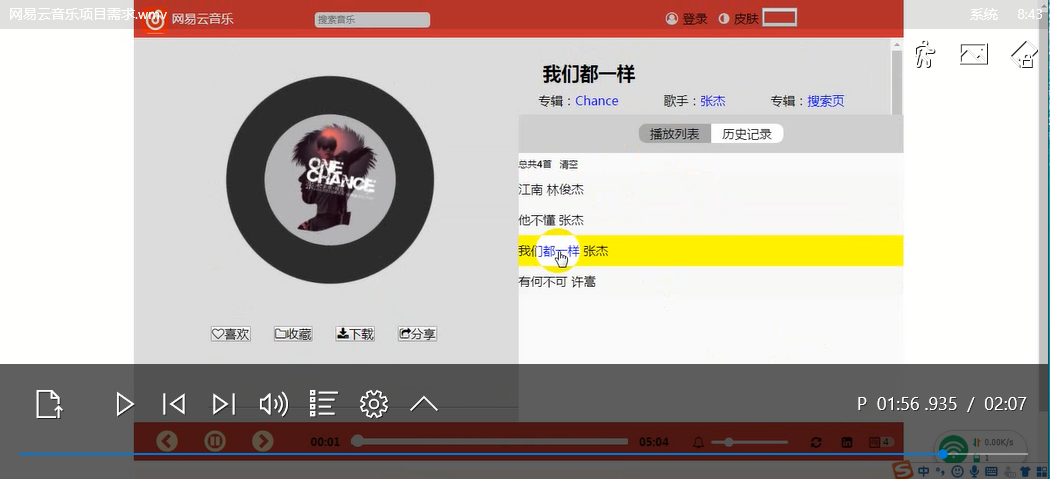 网易云音乐项目需求.wmv
系统 8:43
网易云音乐
搜索音乐
登录 皮肤
我们都一样
专辑：Chance 歌手：张杰 专辑：搜索页
播放列表 历史记录
总共4首 清空
江南 林俊杰
他不懂 张杰
我们都一样 张杰
有何不可 许嵩
ONE
CHANCE
喜欢 收藏 下载 分享
P 01:56 .935 / 02:07
00:01 05:04 4
0.00K/s
1
中